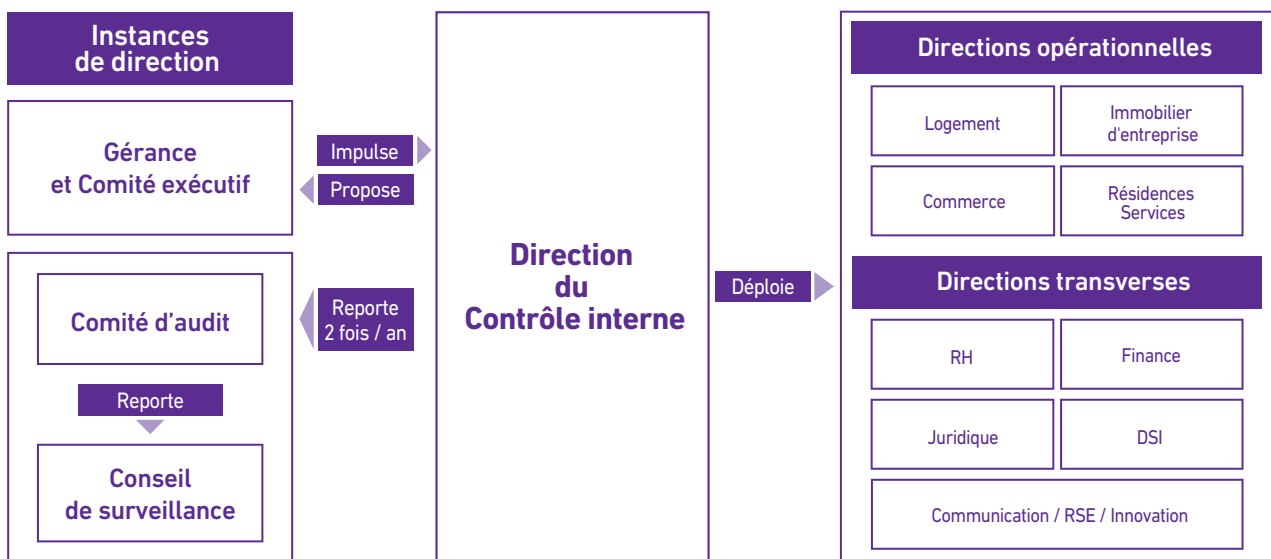 Instances
de direction
Gérance
et Comité exécutif
Impulse
Propose
Comité d’audit
Reporte
2 fois / an
Reporte
Conseil
de surveillance
Direction
du
Contrôle interne
Déploie
Directions opérationnelles
Logement
Immobilier
d'entreprise
Commerce
Résidences
Services
Directions transverses
RH
Finance
Juridique
DSI
Communication / RSE / Innovation